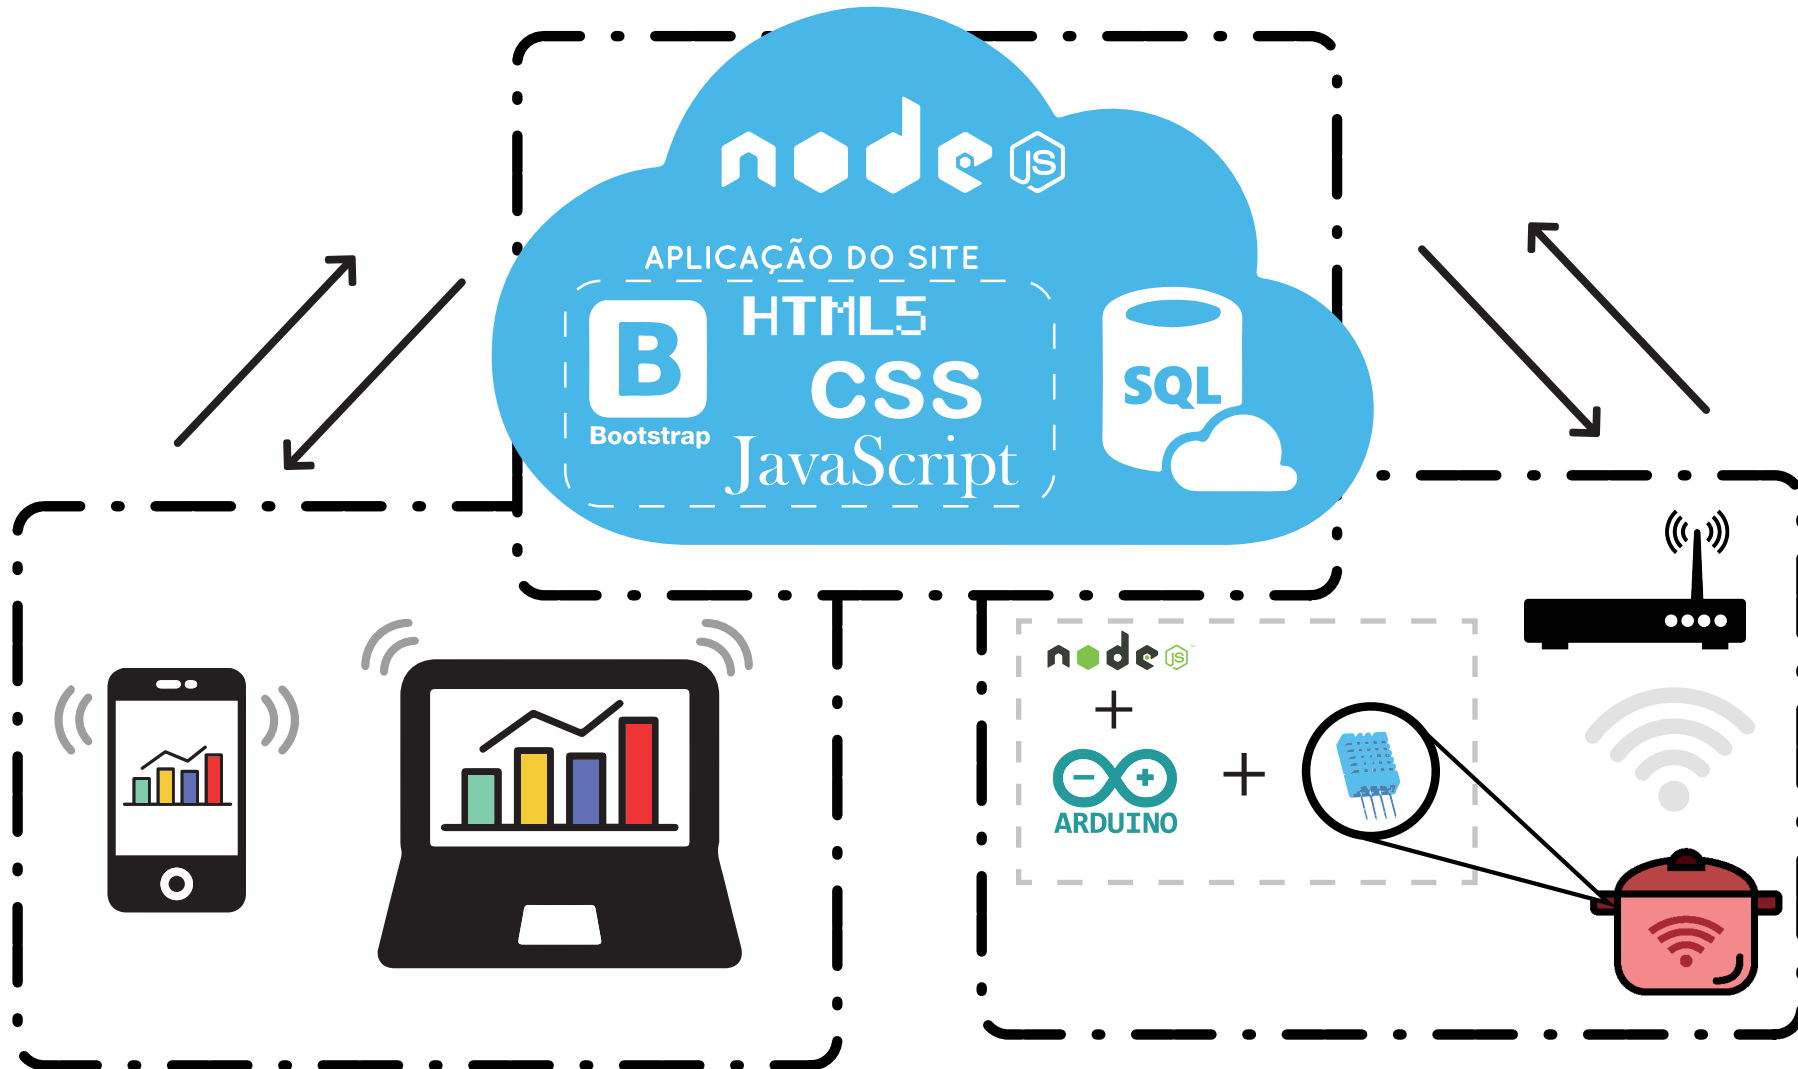 node JS
APLICAÇÃO DO SITE
B
Bootstrap
HTML5
CSS
JavaScript
SQL
node JS
ARDUINO